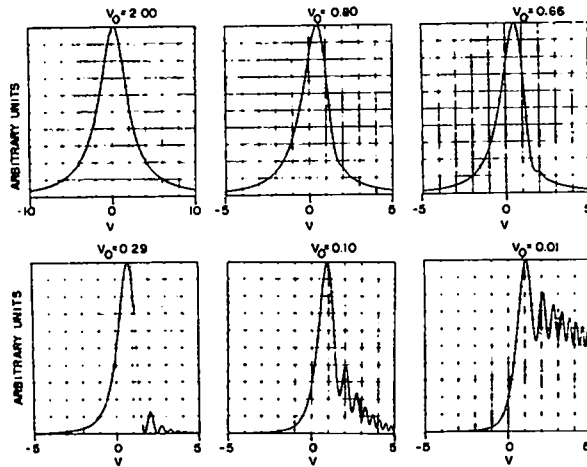 V₀=2.00
V₀=0.80
V₀=0.66
ARBITRARY UNITS
-10 0 10
-5 0 5
-5 0 5
V
V
V
V₀=0.29
V₀=0.10
V₀=0.01
ARBITRARY UNITS
-5 0 5
-5 0 5
-5 0 5
V
V
V